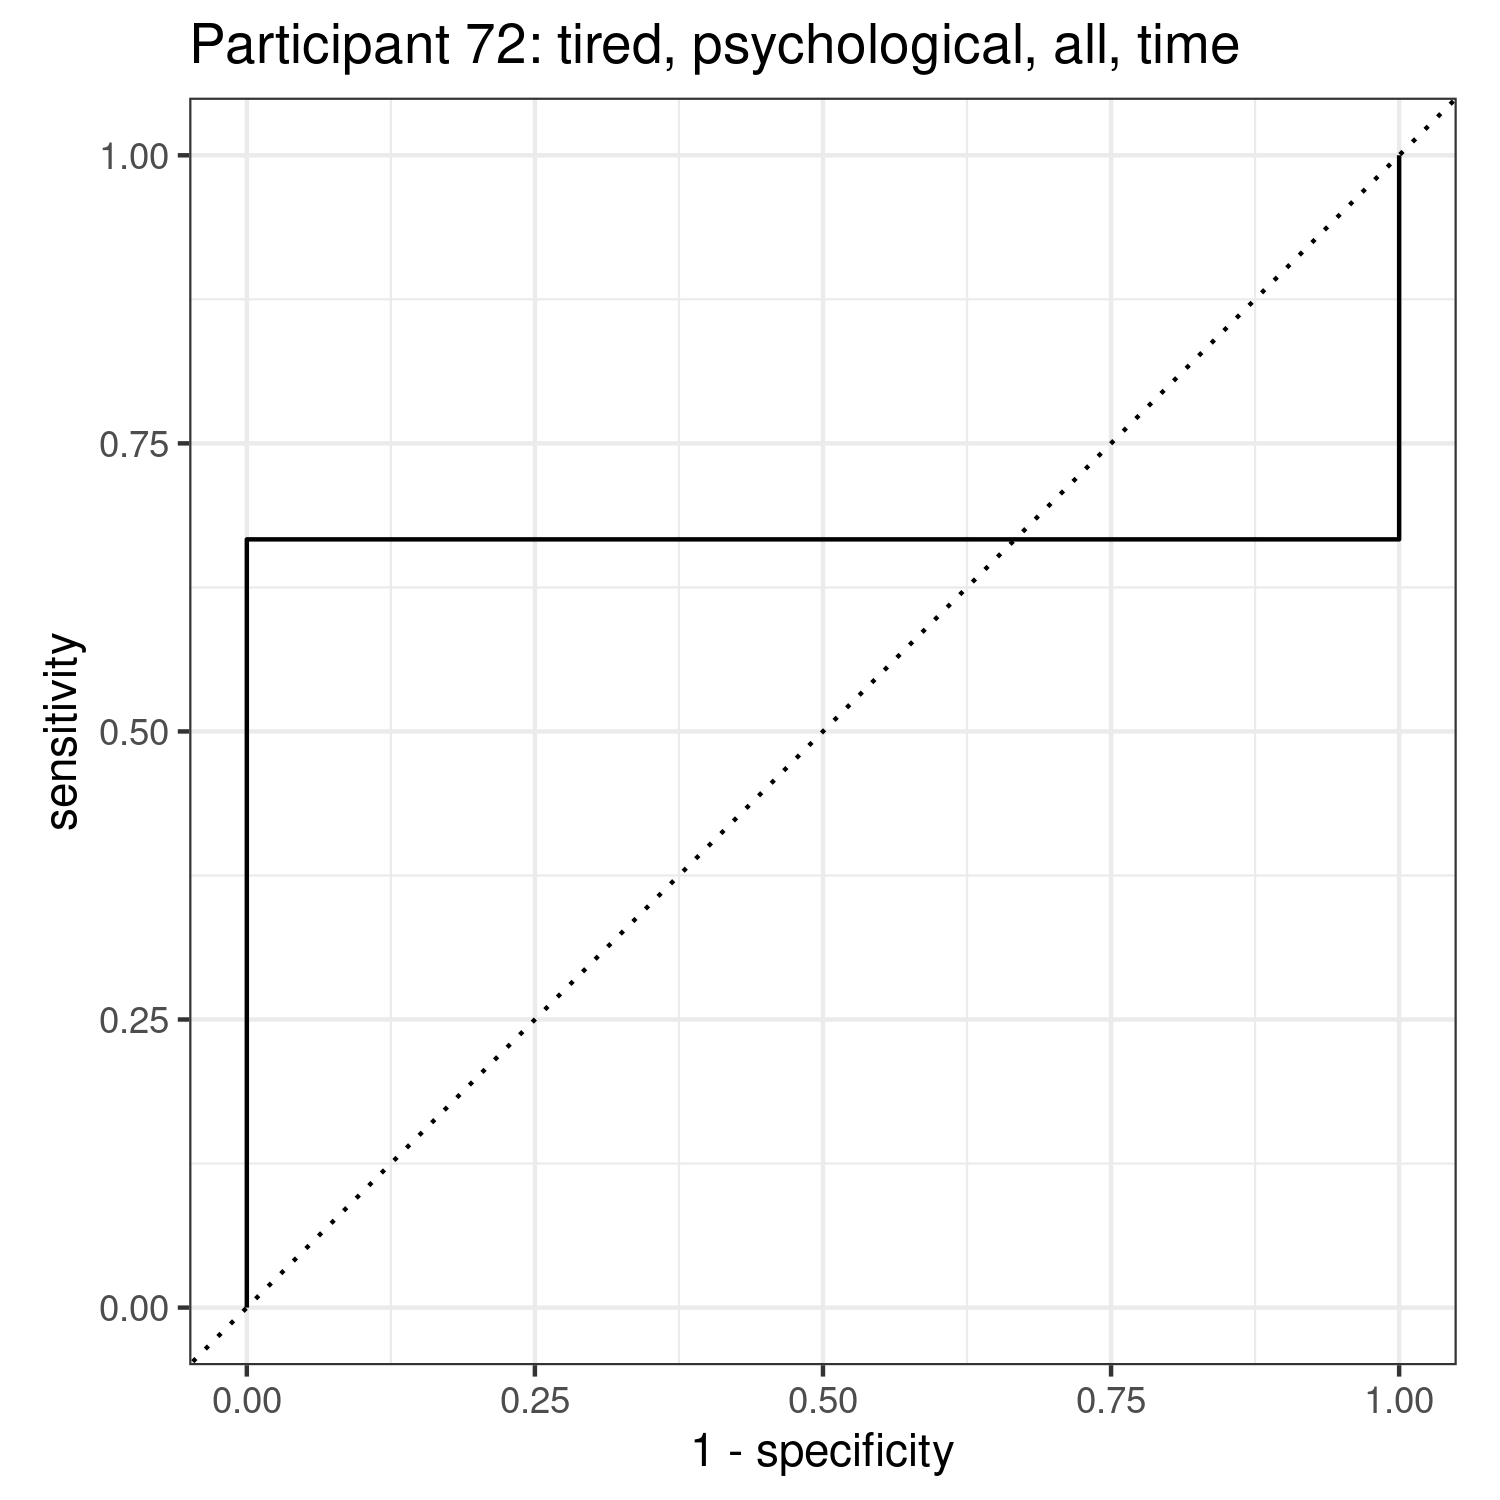 Participant 72: tired, psychological, all, time
1.00
0.75
0.50
0.25
0.00
sensitivity
0.00 0.25 0.50 0.75 1.00
1 - specificity